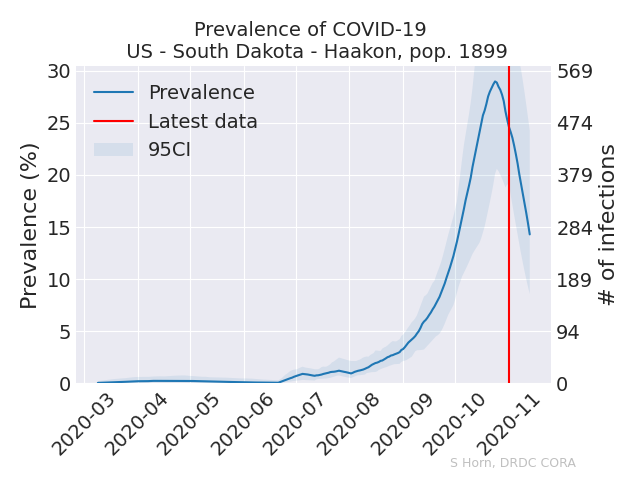 Prevalence of COVID-19
US - South Dakota - Haakon, pop. 1899
Prevalence (%)
30
25
20
15
10
5
0
Prevalence
Latest data
95CI
569
474
379
284
189
94
0
# of infections
2020-03
2020-04
2020-05
2020-06
2020-07
2020-08
2020-09
2020-10
2020-11
S Horn, DRDC CORA